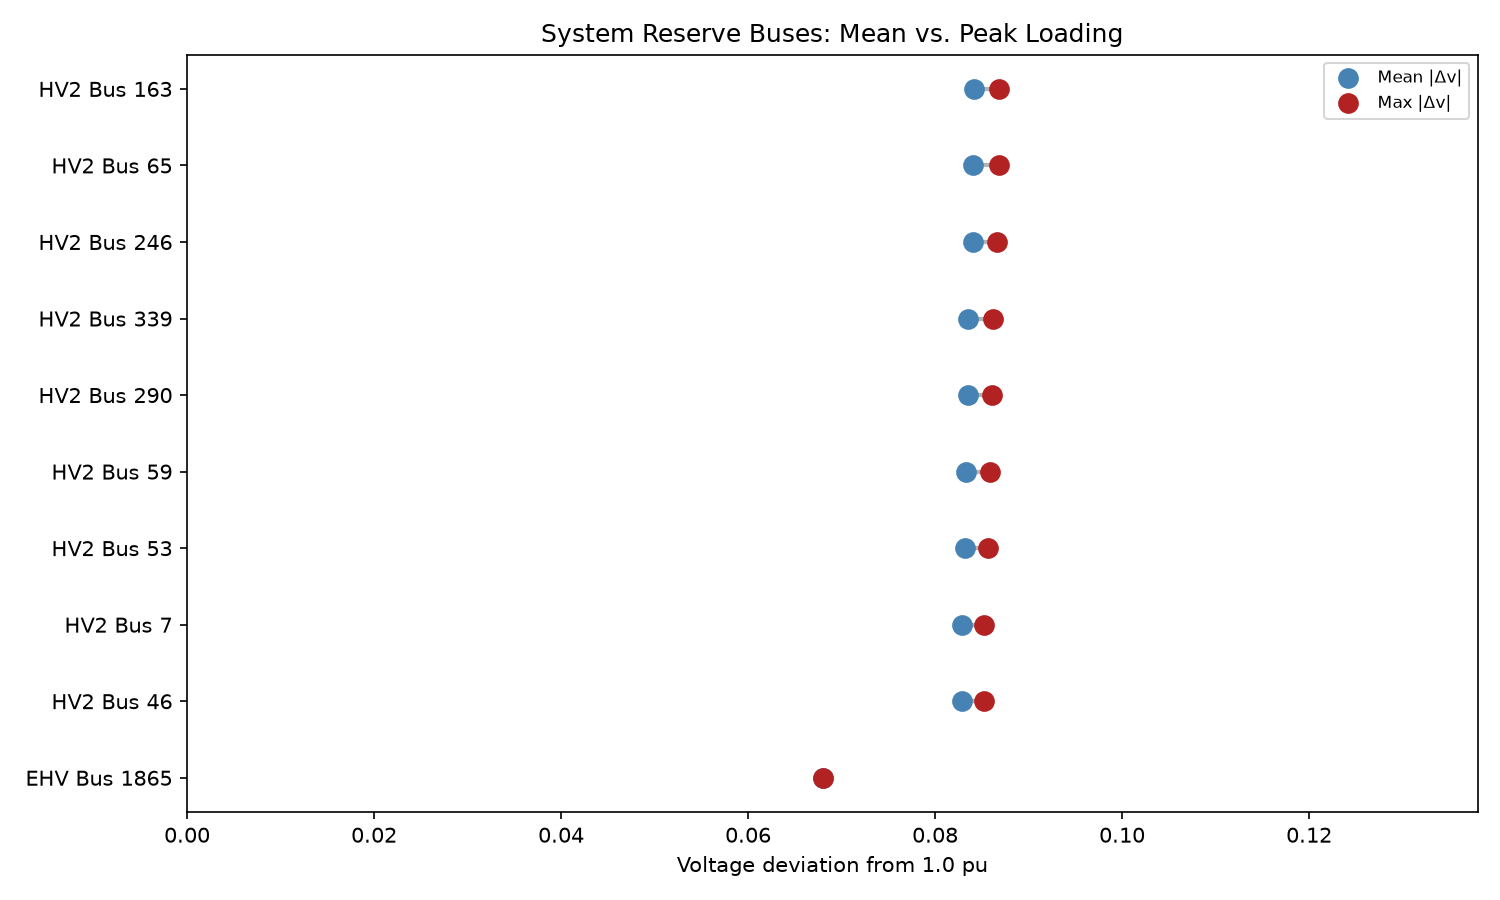 System Reserve Buses: Mean vs. Peak Loading
Mean |Δv|
Max |Δv|
HV2 Bus 163
HV2 Bus 65
HV2 Bus 246
HV2 Bus 339
HV2 Bus 290
HV2 Bus 59
HV2 Bus 53
HV2 Bus 7
HV2 Bus 46
EHV Bus 1865
0.00 0.02 0.04 0.06 0.08 0.10 0.12
Voltage deviation from 1.0 pu